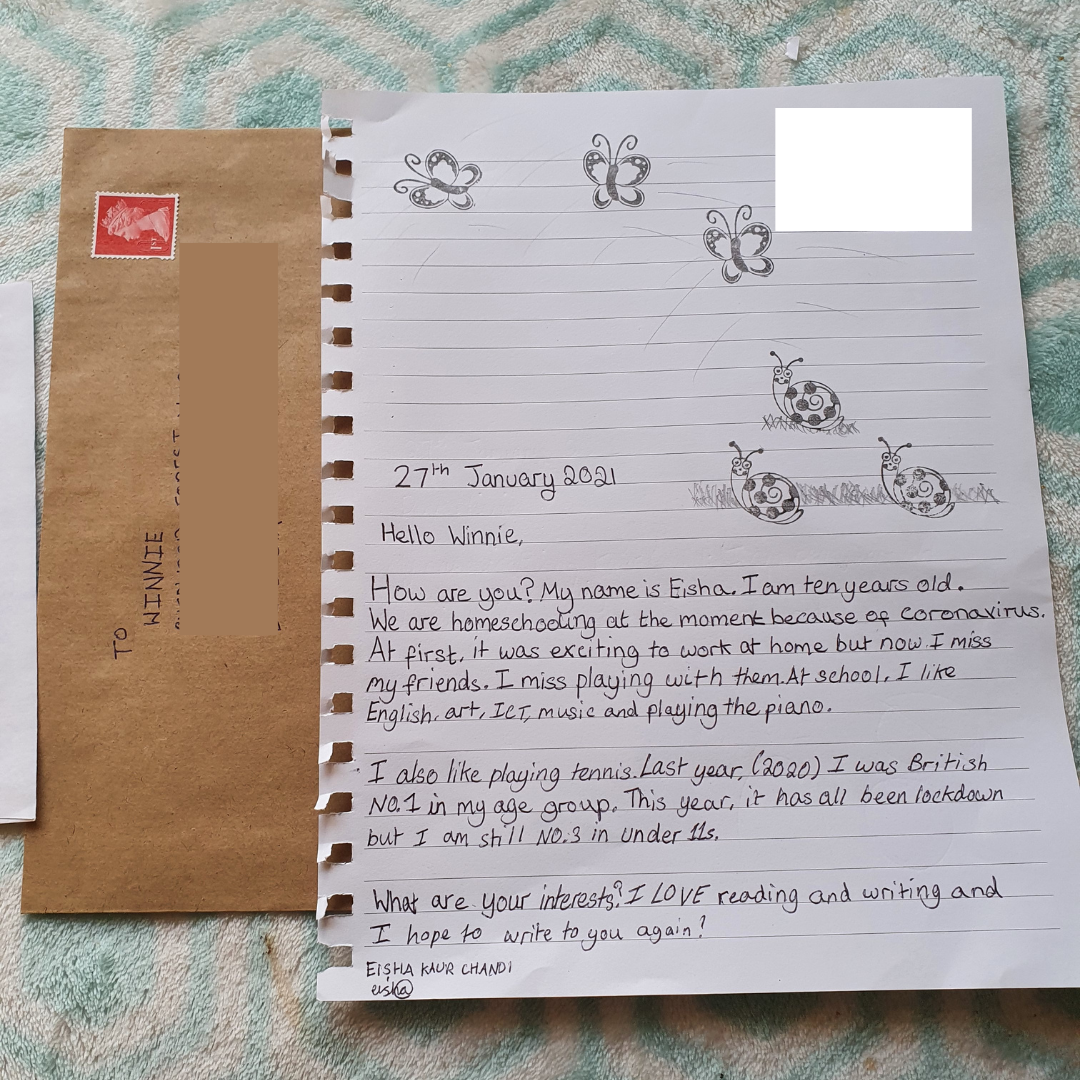 1ST
TO
WINNIE
27th January 2021
Hello Winnie,
How are you? My name is Eisha. I am ten years old.
We are homeschooling at the moment because of coronavirus.
At first, it was exciting to work at home but now I miss
my friends. I miss playing with them. At school, I like
English, art, ICT, music and playing the piano.
I also like playing tennis. Last year, (2020) I was British
NO.1 in my age group. This year, it has all been lockdown
but I am still NO.3 in under 11s.
What are your interests? I LOVE reading and writing and
I hope to write to you again!
EISHA KAUR CHANDI
eisha